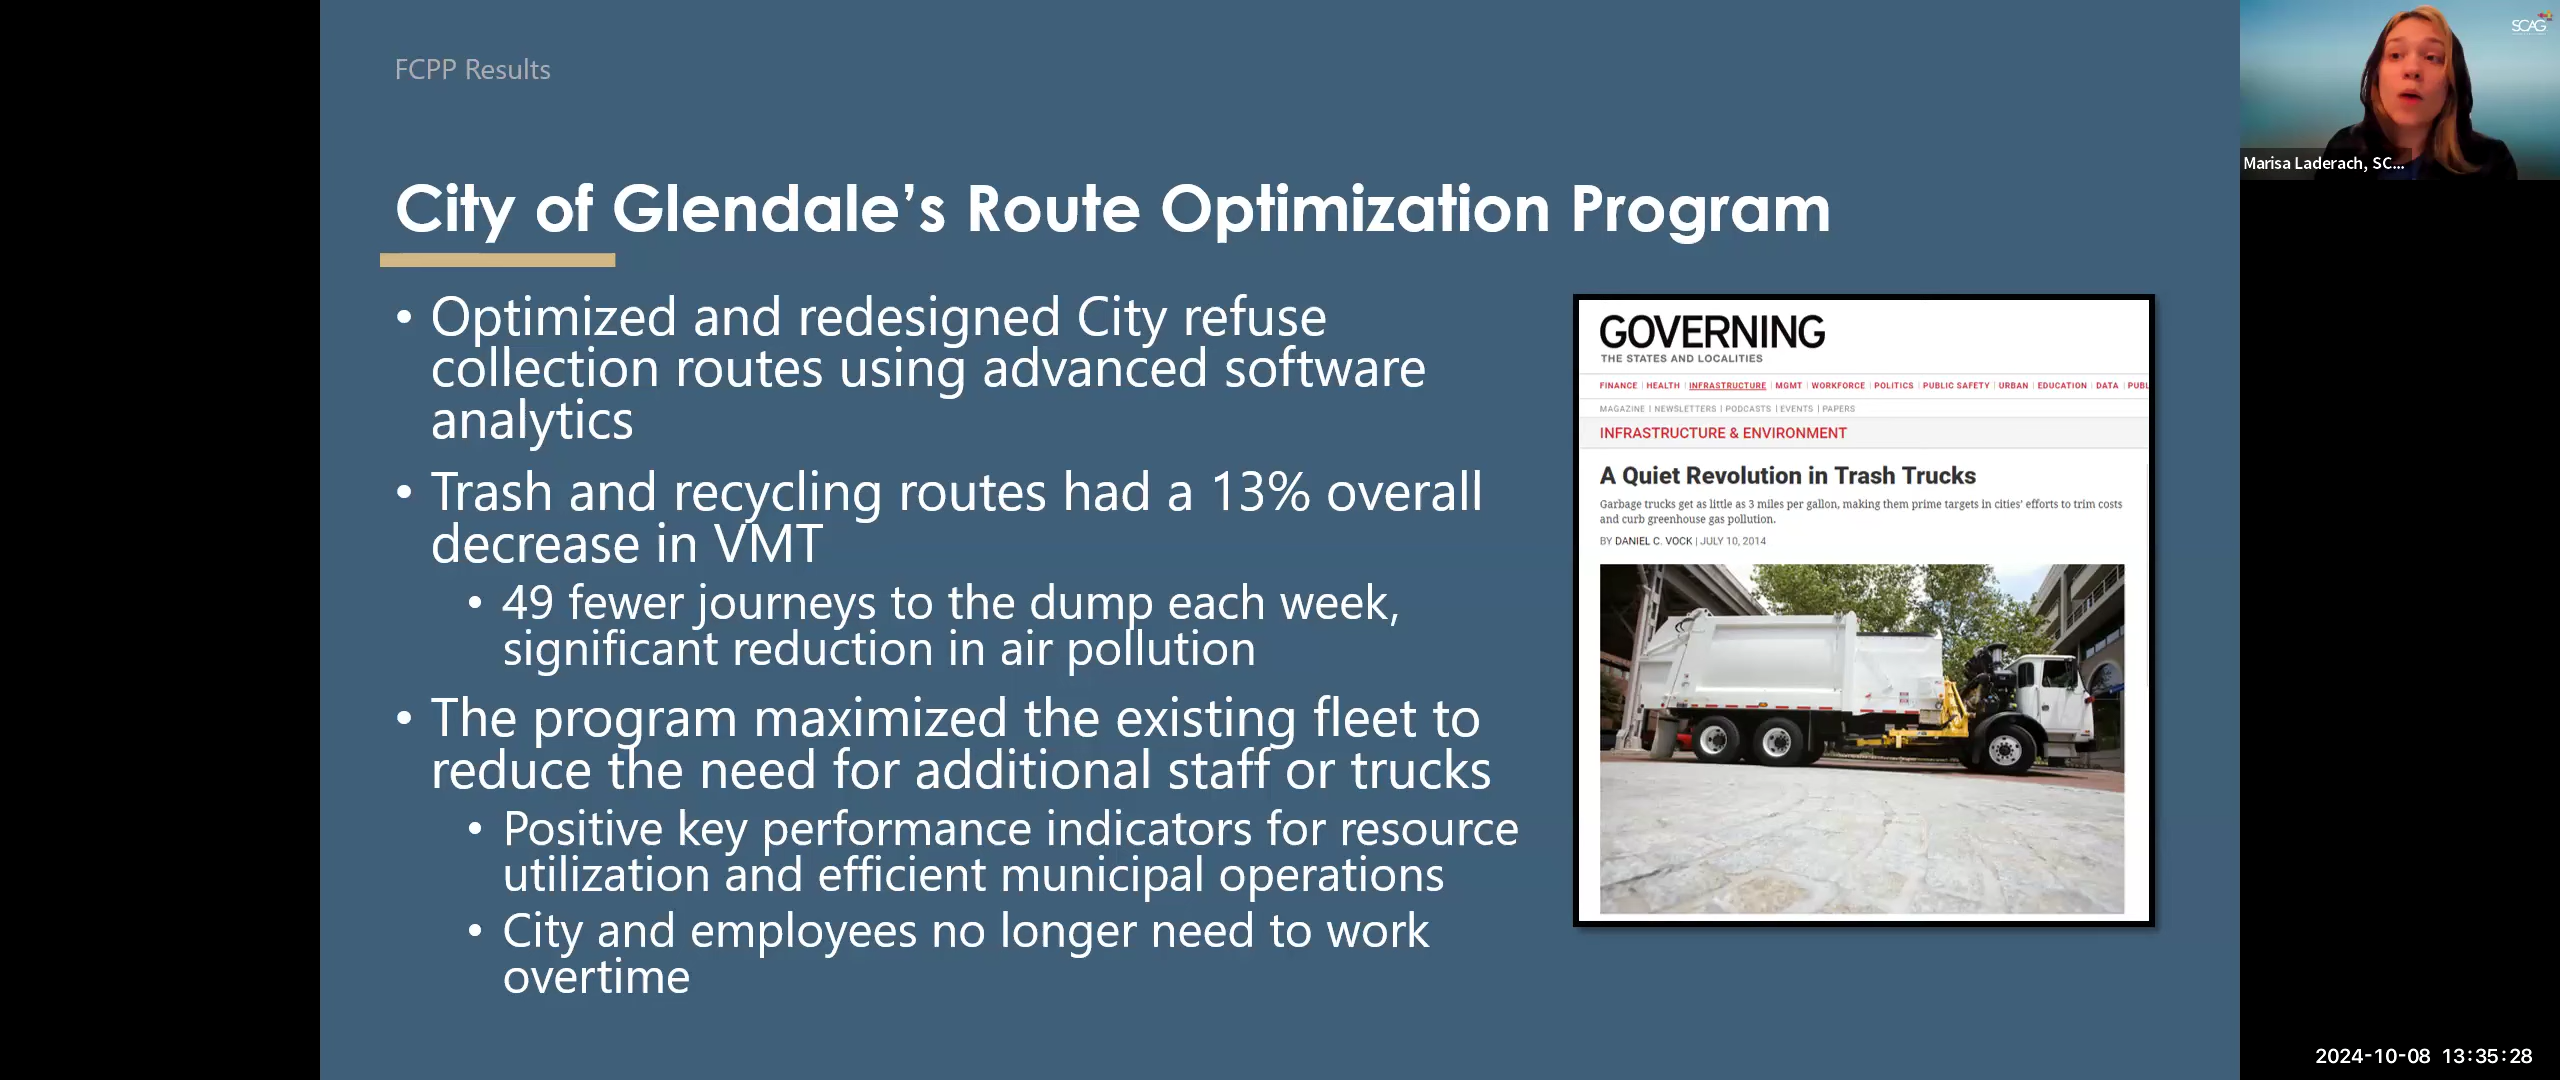 FCPP Results
City of Glendale’s Route Optimization Program
• Optimized and redesigned City refuse
collection routes using advanced software
analytics
• Trash and recycling routes had a 13% overall
decrease in VMT
• 49 fewer journeys to the dump each week,
significant reduction in air pollution
• The program maximized the existing fleet to
reduce the need for additional staff or trucks
• Positive key performance indicators for resource
utilization and efficient municipal operations
• City and employees no longer need to work
overtime
GOVERNING
THE STATES AND LOCALITIES
FINANCE | HEALTH | INFRASTRUCTURE | MGMT | WORKFORCE | POLITICS | PUBLIC SAFETY | URBAN | EDUCATION | DATA | PUBL
MAGAZINE | NEWSLETTERS | PODCASTS | EVENTS | PAPERS
INFRASTRUCTURE & ENVIRONMENT
A Quiet Revolution in Trash Trucks
Garbage trucks get as little as 3 miles per gallon, making them prime targets in cities' efforts to trim costs
and curb greenhouse gas pollution.
BY DANIEL C. VOCK | JULY 10, 2014
SCAG
Marisa Laderach, SC...
2024-10-08 13:35:28